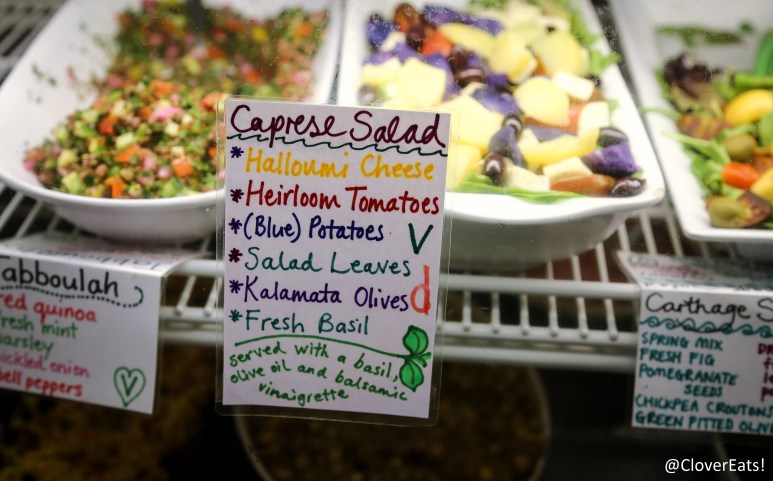 Caprese Salad
* Halloumi Cheese
* Heirloom Tomatoes
* (Blue) Potatoes
V
* Salad Leaves
* Kalamata Olives
d
* Fresh Basil
served with a basil,
olive oil and balsamic
vinaigrette
Tabboulah
red quinoa
fresh mint
parsley
pickled onion
bell peppers
V
Carthage
SPRING MIX
FRESH FIG
POMEGRANATE
SEEDS
CHICKPEA CROUTONS
GREEN PITTED
@CloverEats!